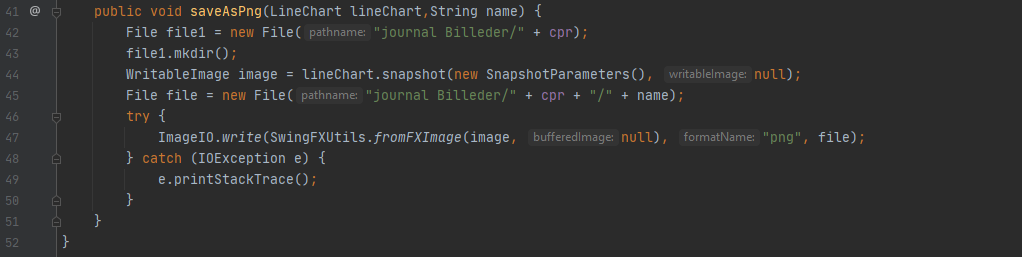 41 @ public void saveAsPng(LineChart lineChart,String name) {
42 File file1 = new File( pathname: "journal Billeder/" + cpr);
43 file1.mkdir();
44 WritableImage image = lineChart.snapshot(new SnapshotParameters(), writableImage: null);
45 File file = new File( pathname: "journal Billeder/" + cpr + "/" + name);
46 try {
47 ImageIO.write(SwingFXUtils.fromFXImage(image, bufferedImage: null), formatName: "png", file);
48 } catch (IOException e) {
49 e.printStackTrace();
50 }
51 }
52 }